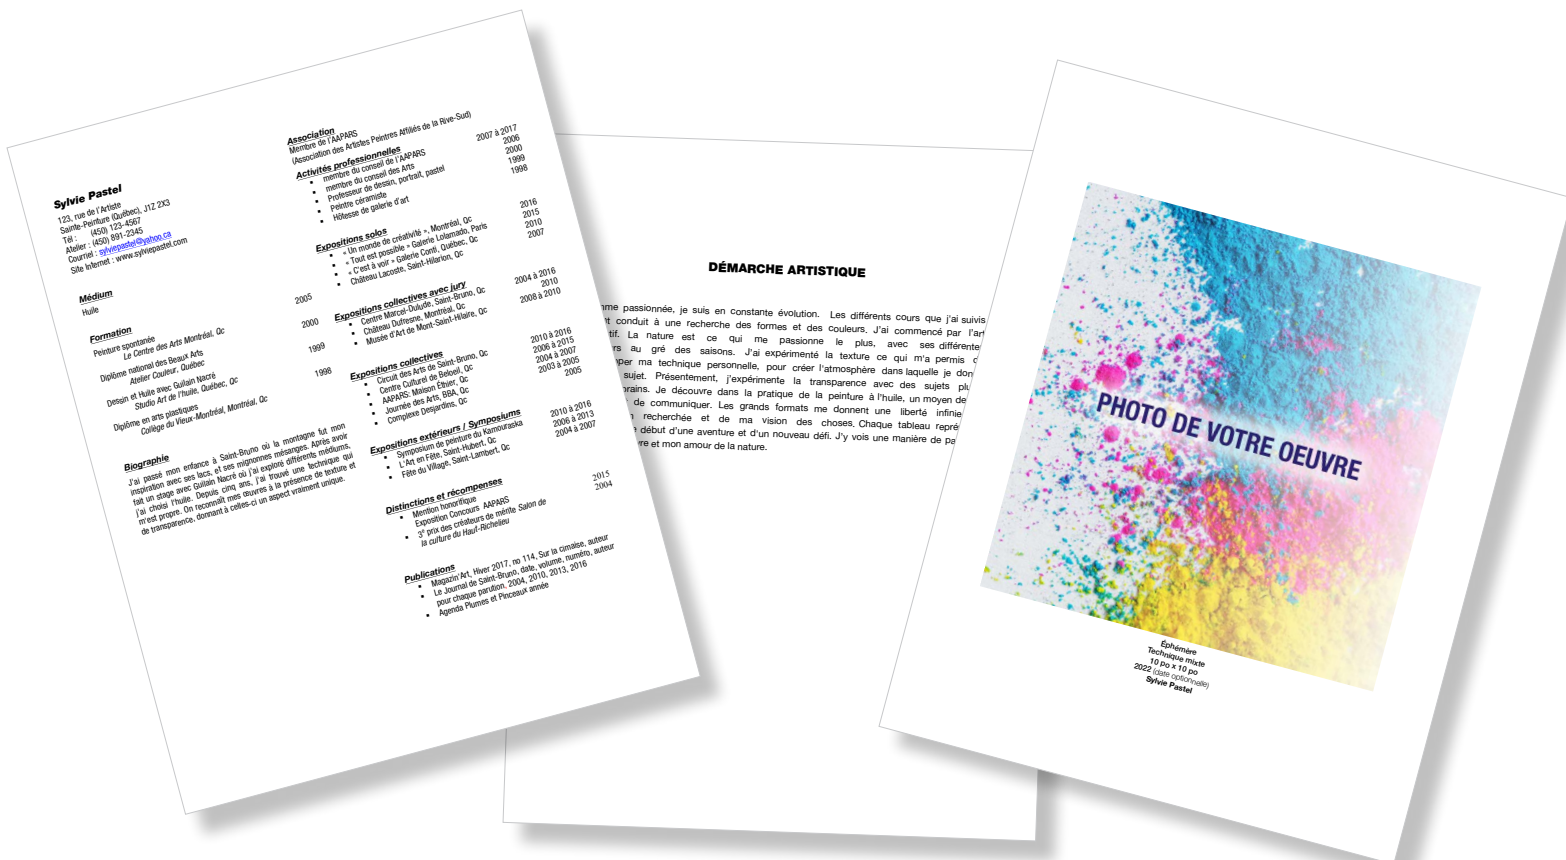 Sylvie Pastel
123, rue de l'Artiste
Sainte-Peinture (Québec), J1Z 2X3
Tél : (450) 123-4567
Atelier : (450) 891-2345
Courriel : sylviepastel@yahoo.ca
Site Internet : www.sylviepastel.com
Médium
Huile
Formation
Peinture spontanée 2005
Le Centre des Arts Montréal, Qc
Diplôme national des Beaux Arts 2000
Atelier Couleur, Québec
Dessin et Huile avec Guilain Nacré 1999
Studio Art de l'huile, Québec, Qc
Diplôme en arts plastiques 1998
Collège du Vieux-Montréal, Montréal, Qc
Biographie
J'ai passé mon enfance à Saint-Bruno où la montagne fut mon
inspiration avec ses lacs, et ses mignonnes mésanges. Après avoir
fait un stage avec Guilain Nacré où j'ai exploré différents médiums,
j'ai choisi l'huile. Depuis cinq ans, j'ai trouvé une technique qui
m'est propre. On reconnaît mes œuvres à la présence de texture et
de transparence, donnant à celles-ci un aspect vraiment unique.
Association
Membre de l'AAPARS
(Association des Artistes Peintres Affiliés de la Rive-Sud)
Activités professionnelles
▪ membre du conseil de l'AAPARS 2007 à 2017
▪ membre du conseil des Arts 2006
▪ Professeur de dessin, portrait, pastel 2000
▪ Peintre céramiste 1999
▪ Hôtesse de galerie d'art 1998
Expositions solos
▪ « Un monde de créativité », Montréal, Qc 2016
▪ « Tout est possible » Galerie Lolamado, Paris 2015
▪ « C'est à voir » Galerie Conti, Québec, Qc 2010
▪ Château Lacoste, Saint-Hilarion, Qc 2007
Expositions collectives avec jury
▪ Centre Marcel-Dulude, Saint-Bruno, Qc 2004 à 2016
▪ Château Dufresne, Montréal, Qc 2010
▪ Musée d'Art de Mont-Saint-Hilaire, Qc 2008 à 2010
Expositions collectives
▪ Circuit des Arts de Saint-Bruno, Qc 2010 à 2016
▪ Centre Culturel de Beloeil, Qc 2006 à 2015
▪ AAPARS: Maison Éthier, Qc 2004 à 2007
▪ Journée des Arts, BBA, Qc 2003 à 2005
▪ Complexe Desjardins, Qc 2005
Expositions extérieurs / Symposiums
▪ Symposium de peinture du Kamouraska 2010 à 2016
▪ L'Art en Fête, Saint-Hubert, Qc 2006 à 2013
▪ Fête du Village, Saint-Lambert, Qc 2004 à 2007
Distinctions et récompenses
▪ Mention honorifique 2015
Exposition Concours AAPARS
▪ 3e prix des créateurs de mérite Salon de 2004
la culture du Haut-Richelieu
Publications
▪ Magazin'Art, Hiver 2017, no 114, Sur la cimaise, auteur
▪ Le Journal de Saint-Bruno, date, volume, numéro, auteur
pour chaque parution, 2004, 2010, 2013, 2016
▪ Agenda Plumes et Pinceaux année
DÉMARCHE ARTISTIQUE
passionnée, je suis en constante évolution. Les différents cours que j'ai suivis
conduit à une recherche des formes et des couleurs. J'ai commencé par l'art
La nature est ce qui me passionne le plus, avec ses différente
au gré des saisons. J'ai expérimenté la texture ce qui m'a permis
ma technique personnelle, pour créer l'atmosphère dans laquelle je
sujet. Présentement, j'expérimente la transparence avec des sujets
Je découvre dans la pratique de la peinture à l'huile, un moyen de
de communiquer. Les grands formats me donnent une liberté infinie
recherchée et de ma vision des choses. Chaque tableau
début d'une aventure et d'un nouveau défi. J'y vois une manière de
et mon amour de la nature.
PHOTO DE VOTRE OEUVRE
Éphémère
Technique mixte
10 po x 10 po
2022 (date optionnelle)
Sylvie Pastel